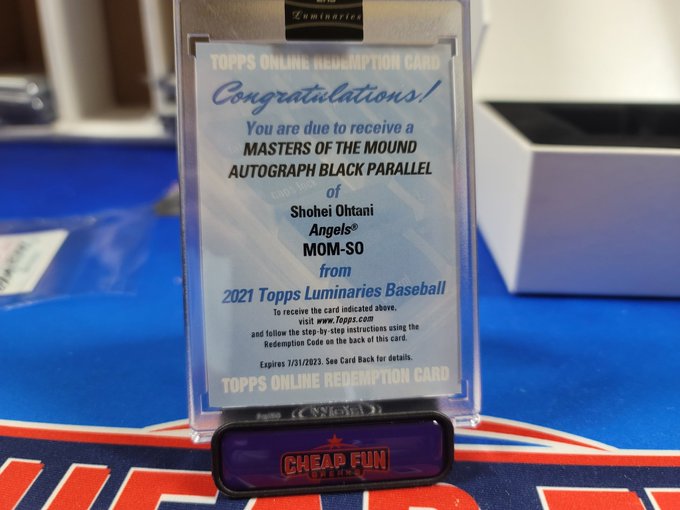 Luminaries
TOPPS ONLINE REDEMPTION CARD
Congratulations!
You are due to receive a
MASTERS OF THE MOUND
AUTOGRAPH BLACK PARALLEL
of
Shohei Ohtani
Angels®
MOM-SO
from
2021 Topps Luminaries Baseball
To receive the card indicated above,
visit www.Topps.com
and follow the step-by-step instructions using the
Redemption Code on the back of this card.
Expires 7/31/2023. See Card Back for details.
TOPPS ONLINE REDEMPTION CARD
CHEAP FUN
BREAKS